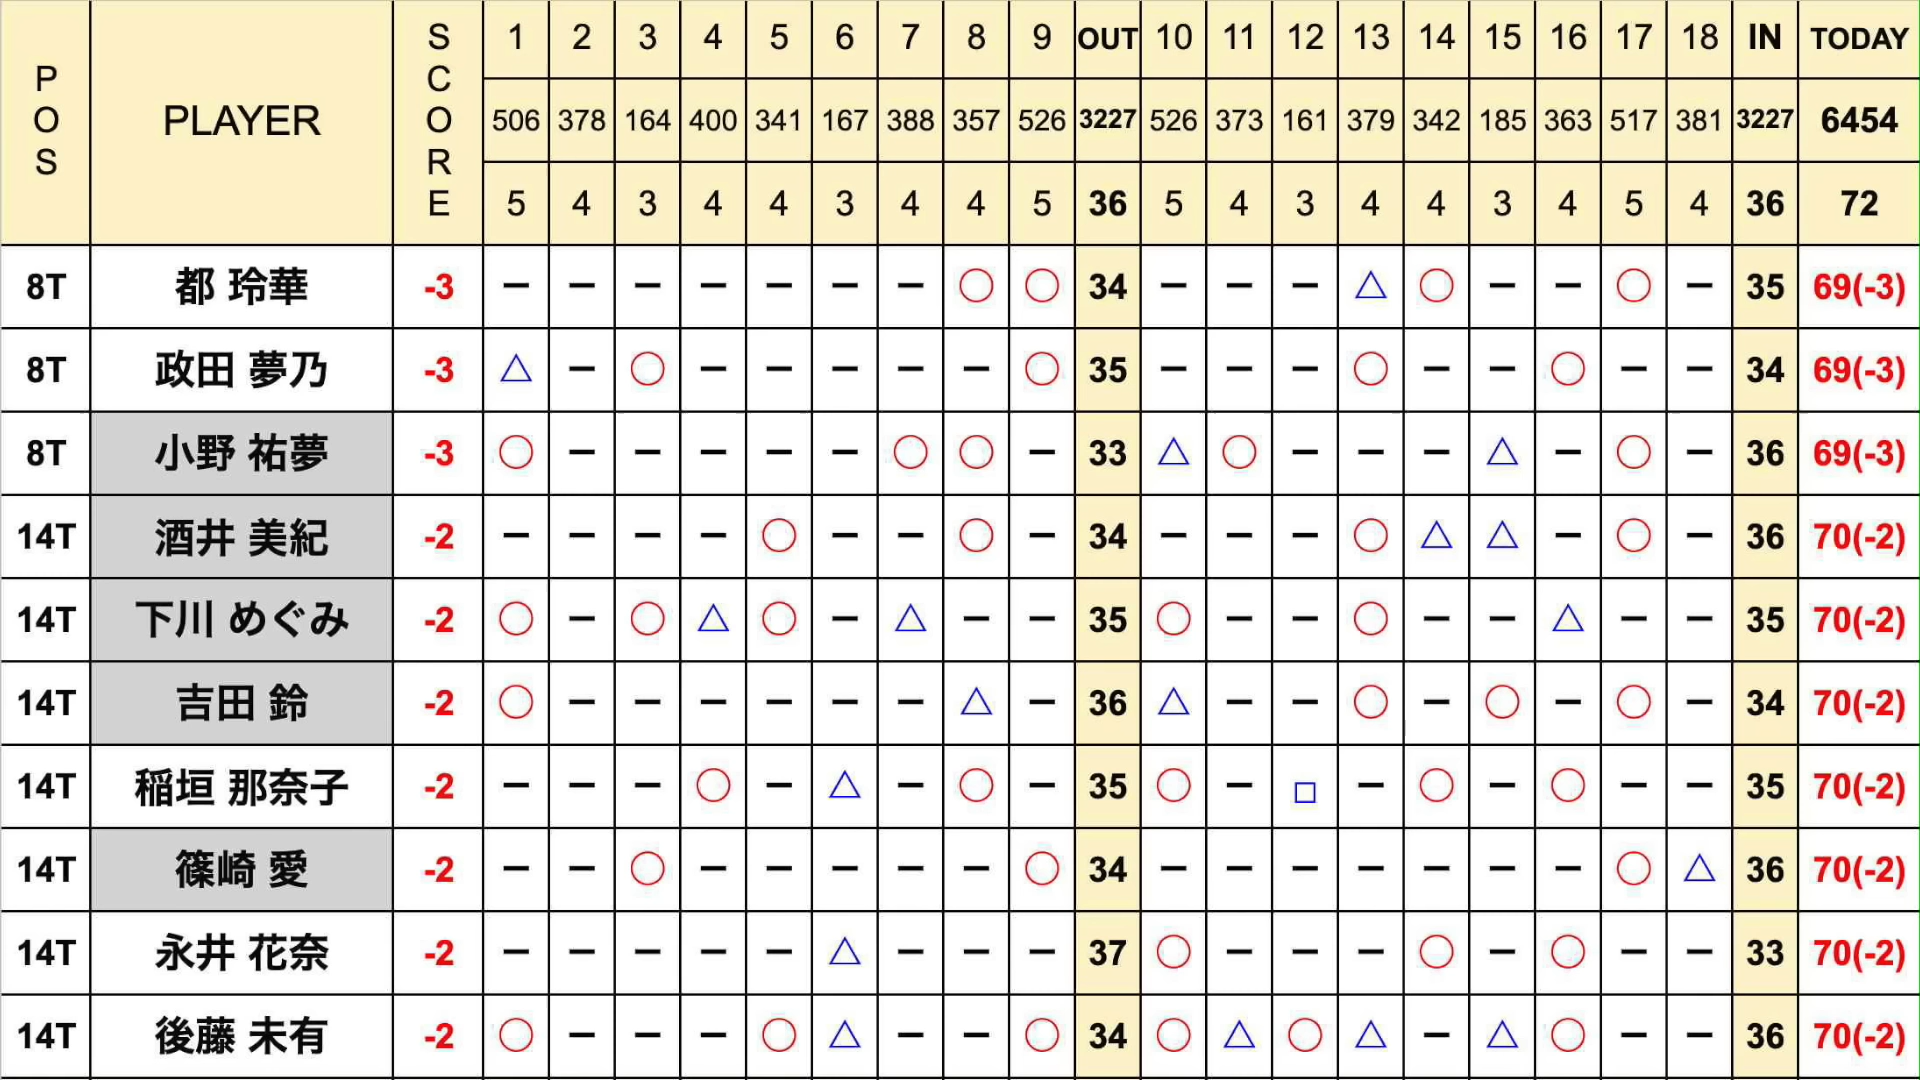 POS PLAYER SCORE 1 2 3 4 5 6 7 8 9 OUT 10 11 12 13 14 15 16 17 18 IN TODAY
506 378 164 400 341 167 388 357 526 3227 526 373 161 379 342 185 363 517 381 3227 6454
5 4 3 4 4 3 4 4 5 36 5 4 3 4 4 3 4 5 4 36 72
8T 都 玲華 -3 − − − − − − − ○ ○ 34 − − − △ ○ − − ○ − 35 69(-3)
8T 政田 夢乃 -3 △ − ○ − − − − − ○ 35 − − − ○ − − ○ − − 34 69(-3)
8T 小野 祐夢 -3 ○ − − − − − ○ ○ − 33 △ ○ − − − △ − ○ − 36 69(-3)
14T 酒井 美紀 -2 − − − − ○ − − ○ − 34 − − − ○ △ △ − ○ − 36 70(-2)
14T 下川 めぐみ -2 ○ − ○ △ ○ − △ − − 35 ○ − − ○ − − △ − − 35 70(-2)
14T 吉田 鈴 -2 ○ − − − − − − △ − 36 △ − − ○ − ○ − ○ − 34 70(-2)
14T 稲垣 那奈子 -2 − − − ○ − △ − ○ − 35 ○ − □ − ○ − ○ − − 35 70(-2)
14T 篠崎 愛 -2 − − ○ − − − − − ○ 34 − − − − − − − ○ △ 36 70(-2)
14T 永井 花奈 -2 − − − − − △ − − − 37 ○ − − − ○ − ○ − − 33 70(-2)
14T 後藤 未有 -2 ○ − − − ○ △ − − ○ 34 ○ △ ○ △ − △ ○ − − 36 70(-2)